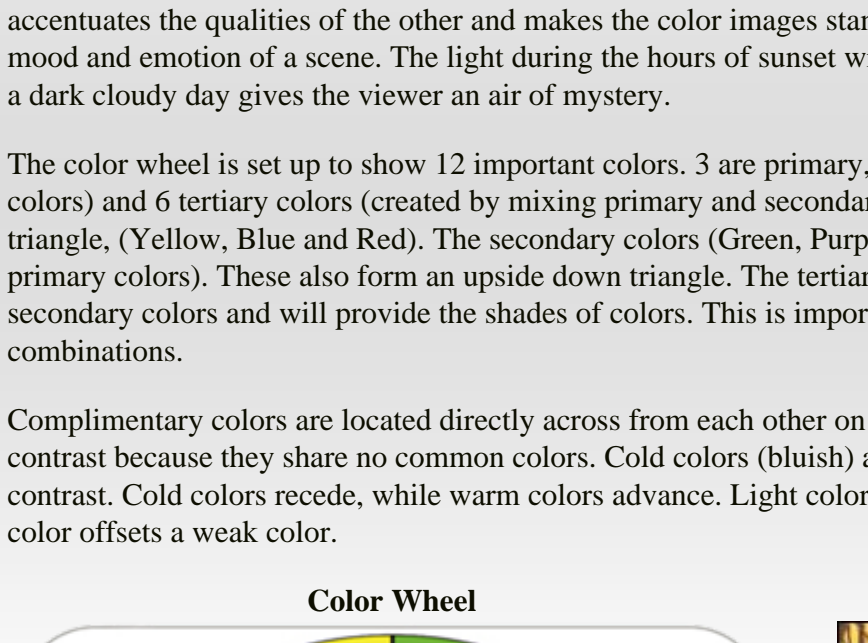 accentuates the qualities of the other and makes the color images
mood and emotion of a scene. The light during the hours of sunset
a dark cloudy day gives the viewer an air of mystery.
The color wheel is set up to show 12 important colors. 3 are primary,
colors) and 6 tertiary colors (created by mixing primary and
triangle, (Yellow, Blue and Red). The secondary colors (Green,
primary colors). These also form an upside down triangle. The
secondary colors and will provide the shades of colors. This is
combinations.
Complimentary colors are located directly across from each other on
contrast because they share no common colors. Cold colors (bluish)
contrast. Cold colors recede, while warm colors advance. Light
color offsets a weak color.
Color Wheel